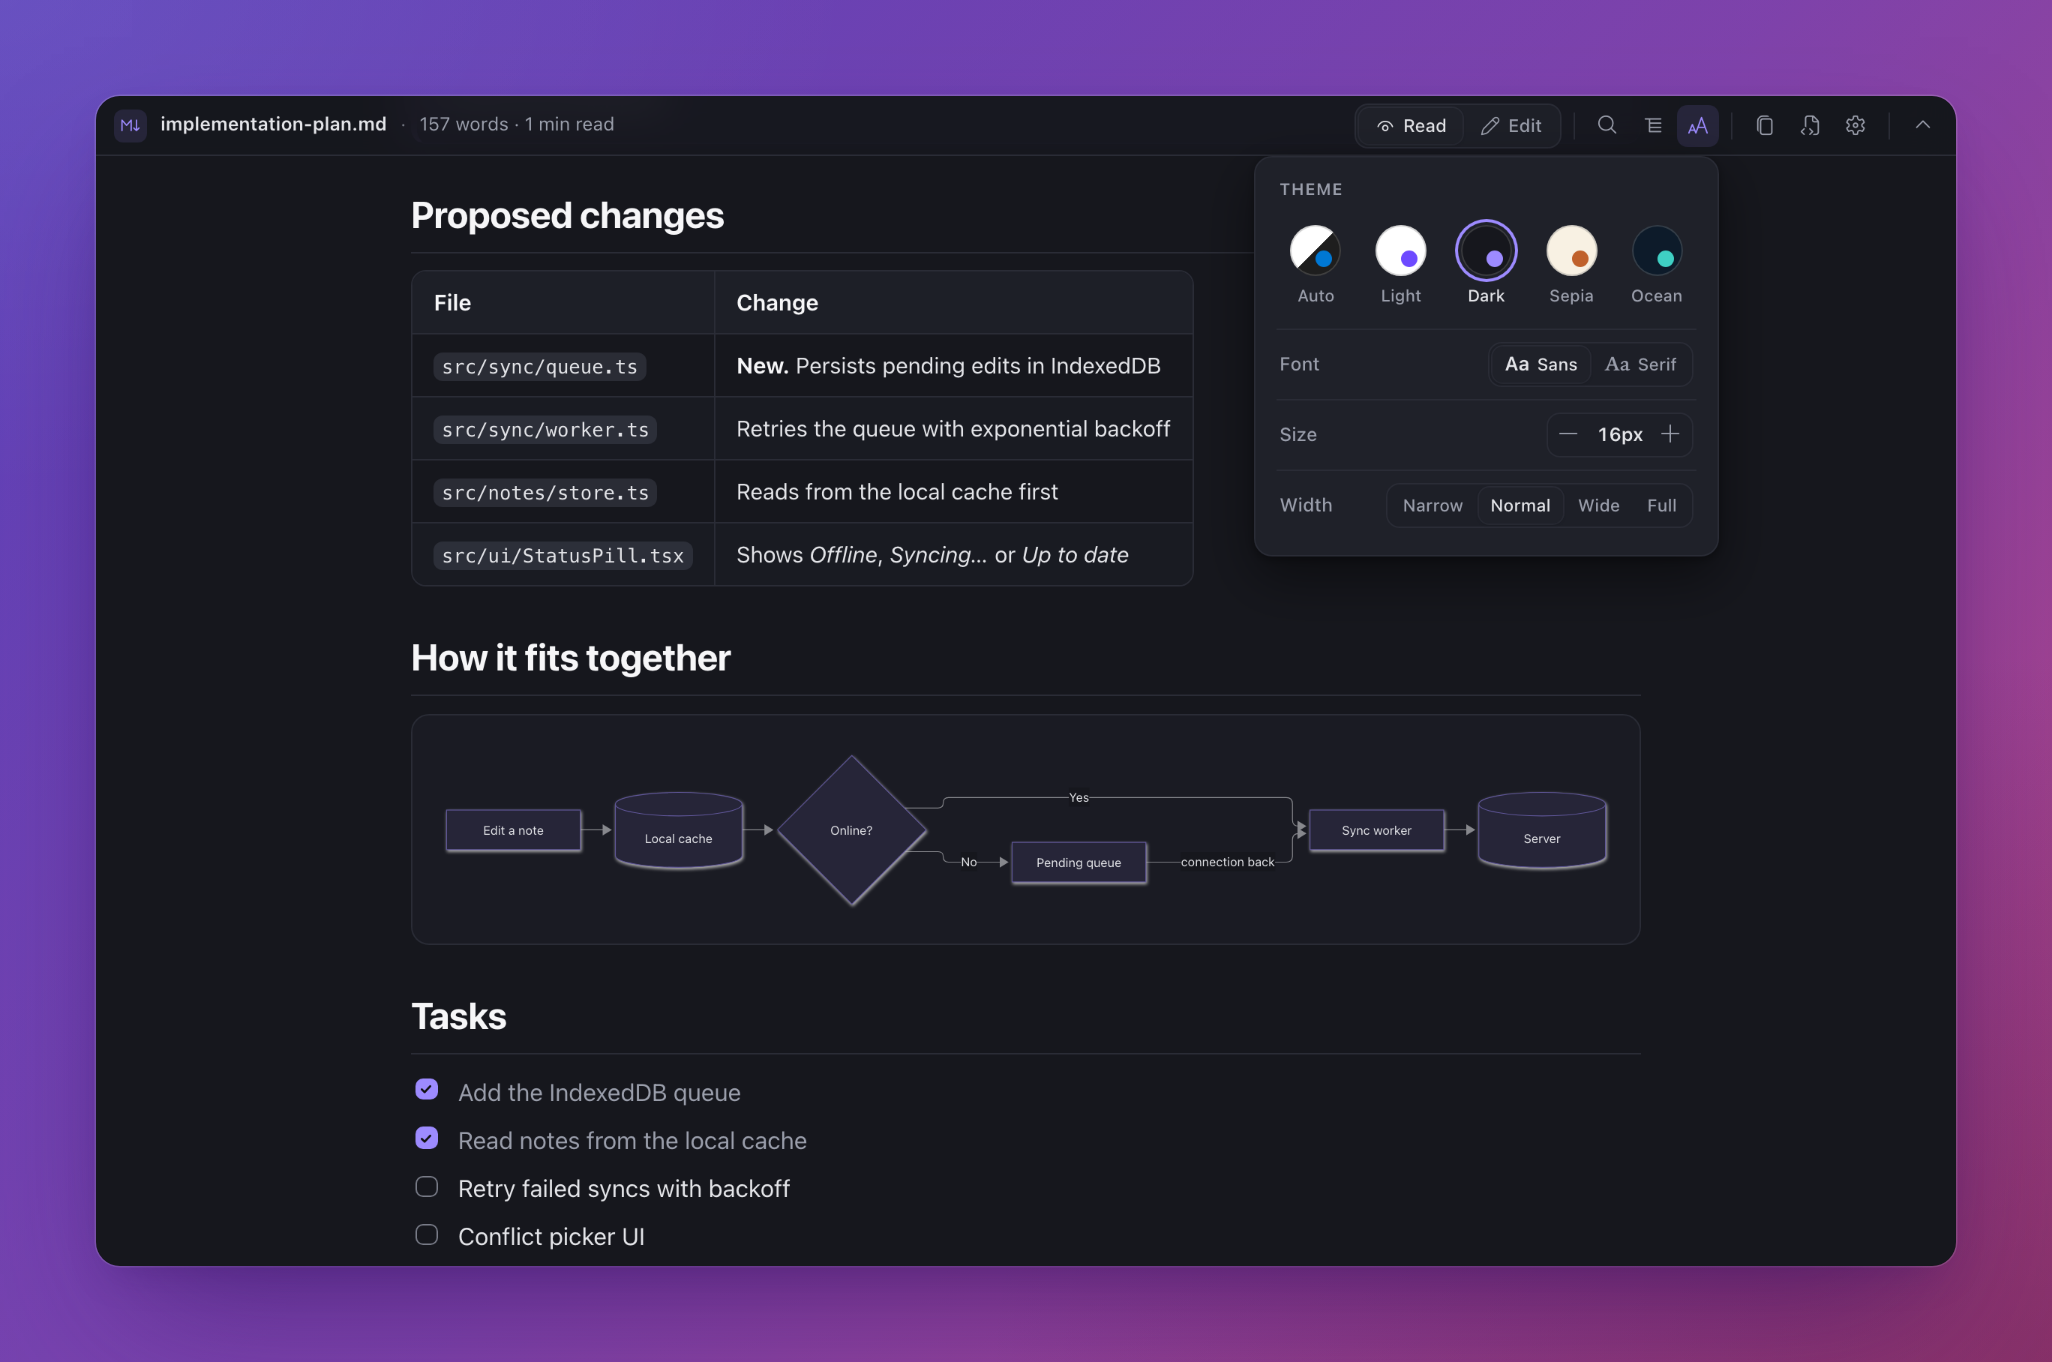 M↓ implementation-plan.md · 157 words · 1 min read
Read Edit AA
THEME
Auto Light Dark Sepia Ocean
Font Aa Sans Aa Serif
Size — 16px +
Width Narrow Normal Wide Full
Proposed changes
File Change
src/sync/queue.ts New. Persists pending edits in IndexedDB
src/sync/worker.ts Retries the queue with exponential backoff
src/notes/store.ts Reads from the local cache first
src/ui/StatusPill.tsx Shows Offline, Syncing… or Up to date
How it fits together
Edit a note
Local cache
Online?
Yes
No
Pending queue
connection back
Sync worker
Server
Tasks
Add the IndexedDB queue
Read notes from the local cache
Retry failed syncs with backoff
Conflict picker UI